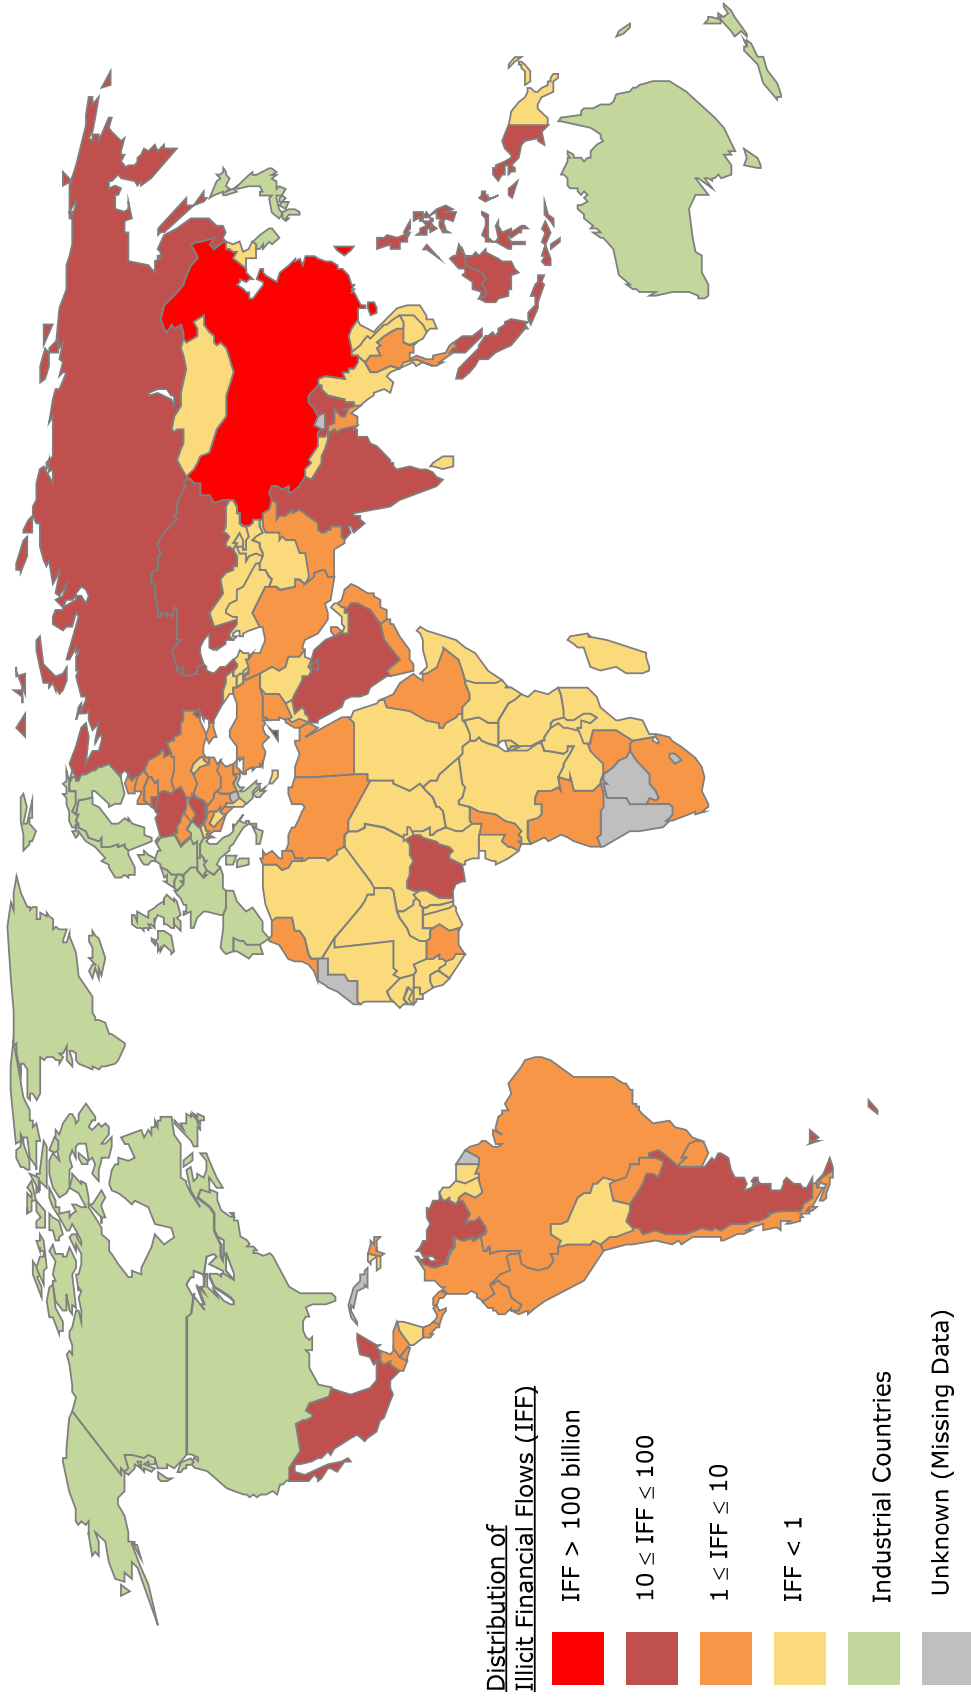 Distribution of
Illicit Financial Flows (IFF)
IFF > 100 billion
10 ≤ IFF ≤ 100
1 ≤ IFF ≤ 10
IFF < 1
Industrial Countries
Unknown (Missing Data)